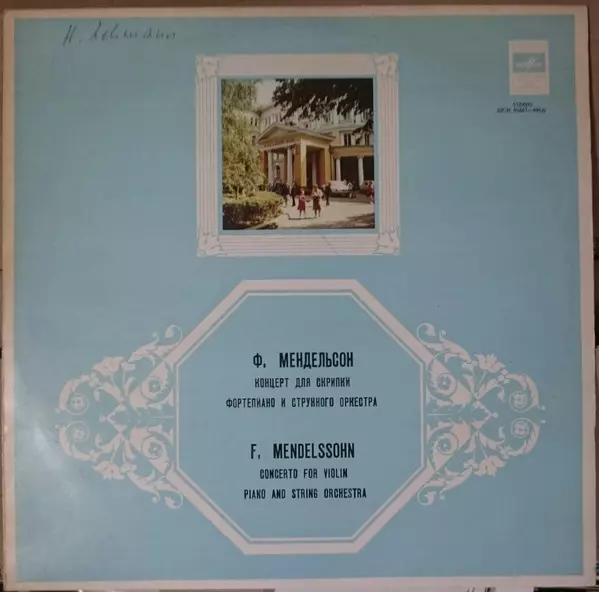 Ф. МЕНДЕЛЬСОН
КОНЦЕРТ ДЛЯ СКРИПКИ
ФОРТЕПИАНО И СТРУННОГО ОРКЕСТРА
F. MENDELSSOHN
CONCERTO FOR VIOLIN
PIANO AND STRING ORCHESTRA